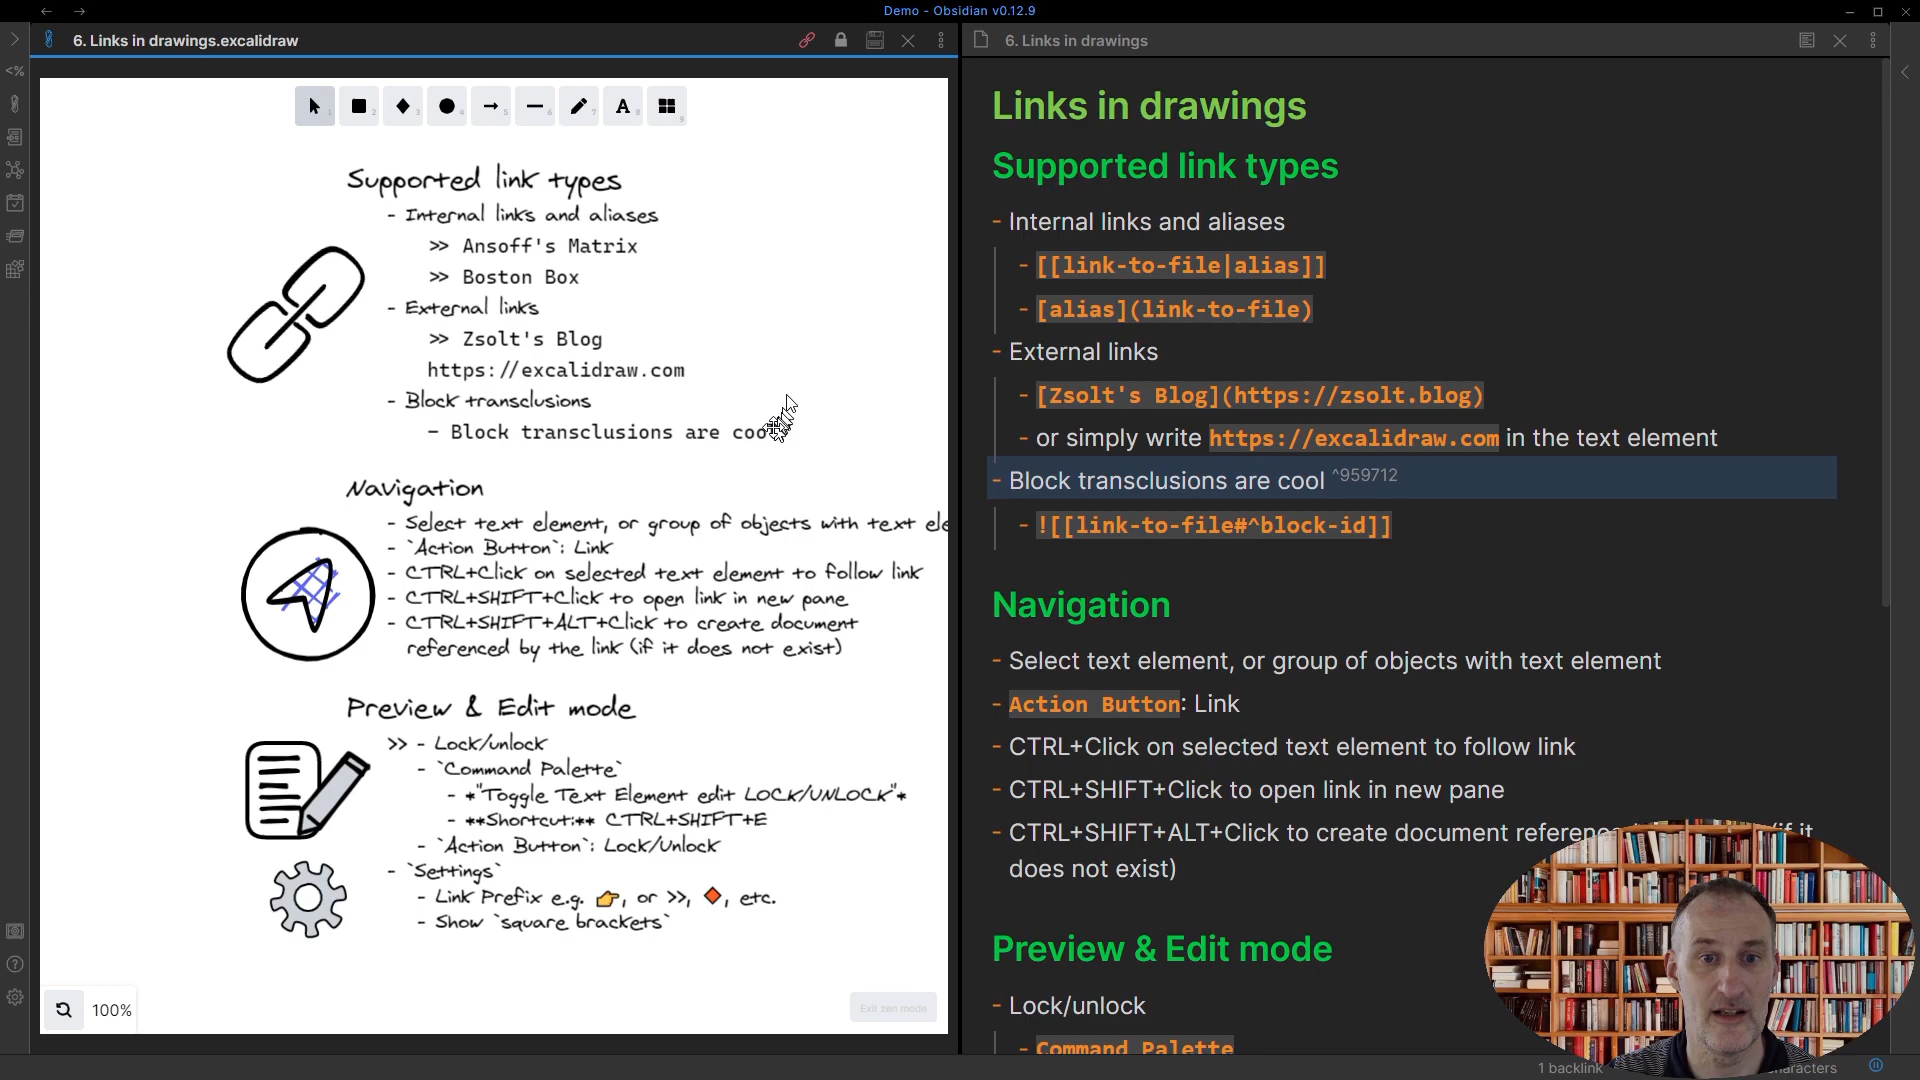 Demo - Obsidian v0.12.9
6. Links in drawings.excalidraw
Supported link types
- Internal links and aliases
>> Ansoff's Matrix
>> Boston Box
- External links
>> Zsolt's Blog
https://excalidraw.com
- Block transclusions
- Block transclusions are cool
Navigation
- Select text element, or group of objects with text ele
- `Action Button`: Link
- CTRL+Click on selected text element to follow link
- CTRL+SHIFT+Click to open link in new pane
- CTRL+SHIFT+ALT+Click to create document
referenced by the link (if it does not exist)
Preview & Edit mode
>> - Lock/unlock
- `Command Palette`
- *"Toggle Text Element edit LOCK/UNLOCK"*
- **Shortcut:** CTRL+SHIFT+E
- `Action Button`: Lock/Unlock
- `Settings`
- Link Prefix e.g. 👉, or >>, 🔶, etc.
- Show `square brackets`
100%
Exit zen mode
6. Links in drawings
Links in drawings
Supported link types
- Internal links and aliases
- [[link-to-file|alias]]
- [alias](link-to-file)
- External links
- [Zsolt's Blog](https://zsolt.blog)
- or simply write https://excalidraw.com in the text element
- Block transclusions are cool ^959712
- ![[link-to-file#^block-id]]
Navigation
- Select text element, or group of objects with text element
- Action Button: Link
- CTRL+Click on selected text element to follow link
- CTRL+SHIFT+Click to open link in new pane
- CTRL+SHIFT+ALT+Click to create document referenc (if it
does not exist)
Preview & Edit mode
- Lock/unlock
- Command Palette
1 backlink characters